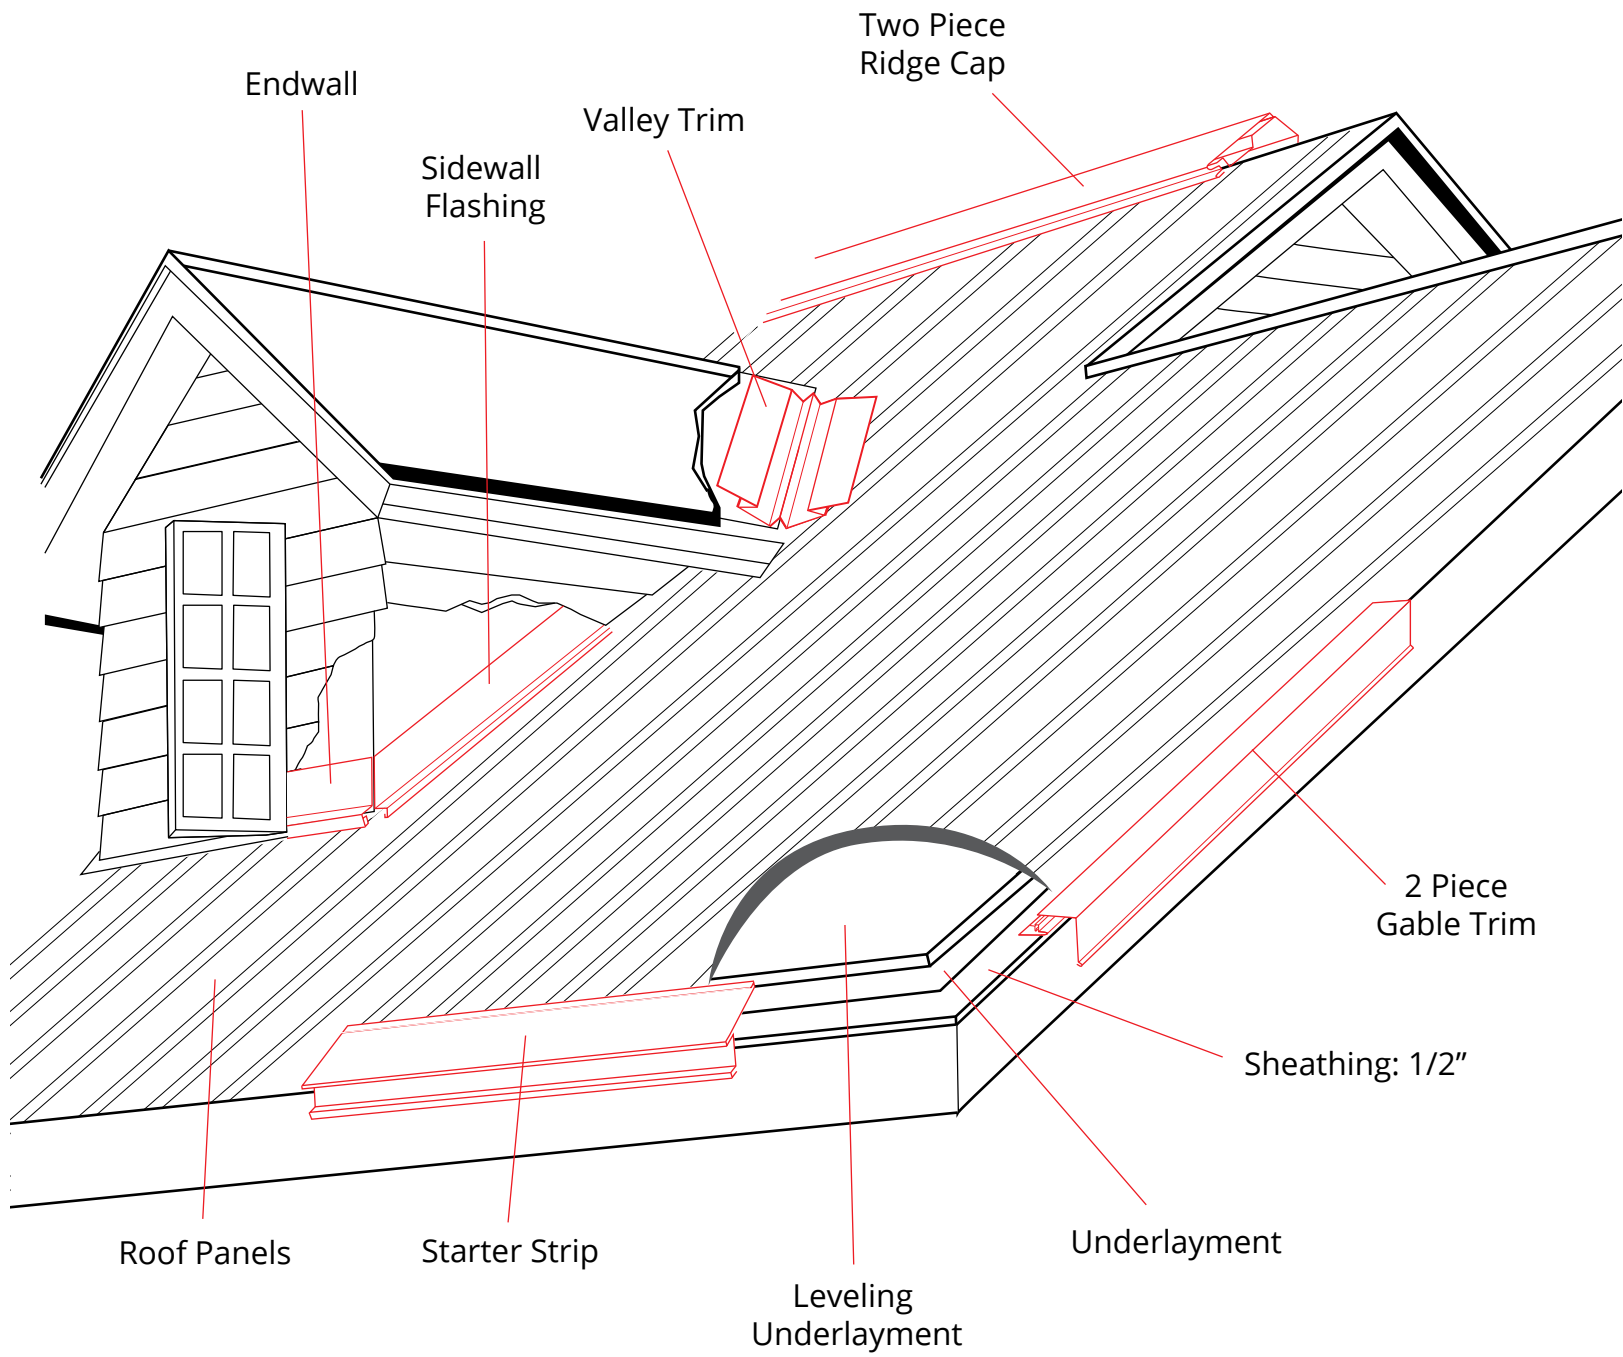 Two Piece
Ridge Cap
Endwall
Valley Trim
Sidewall
Flashing
2 Piece
Gable Trim
Sheathing: 1/2”
Roof Panels
Starter Strip
Underlayment
Leveling
Underlayment